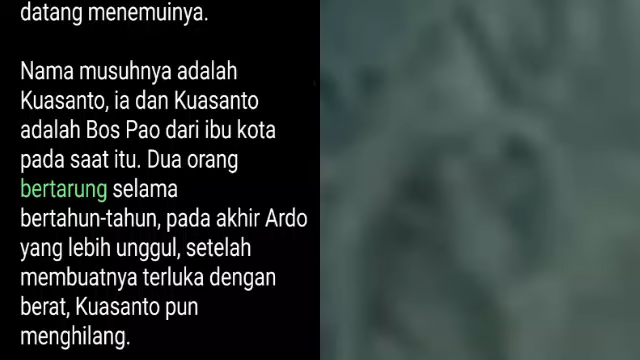 datang menemuinya.
Nama musuhnya adalah
Kuasanto, ia dan Kuasanto
adalah Bos Pao dari ibu kota
pada saat itu. Dua orang
bertarung selama
bertahun-tahun, pada akhir Ardo
yang lebih unggul, setelah
membuatnya terluka dengan
berat, Kuasanto pun
menghilang.